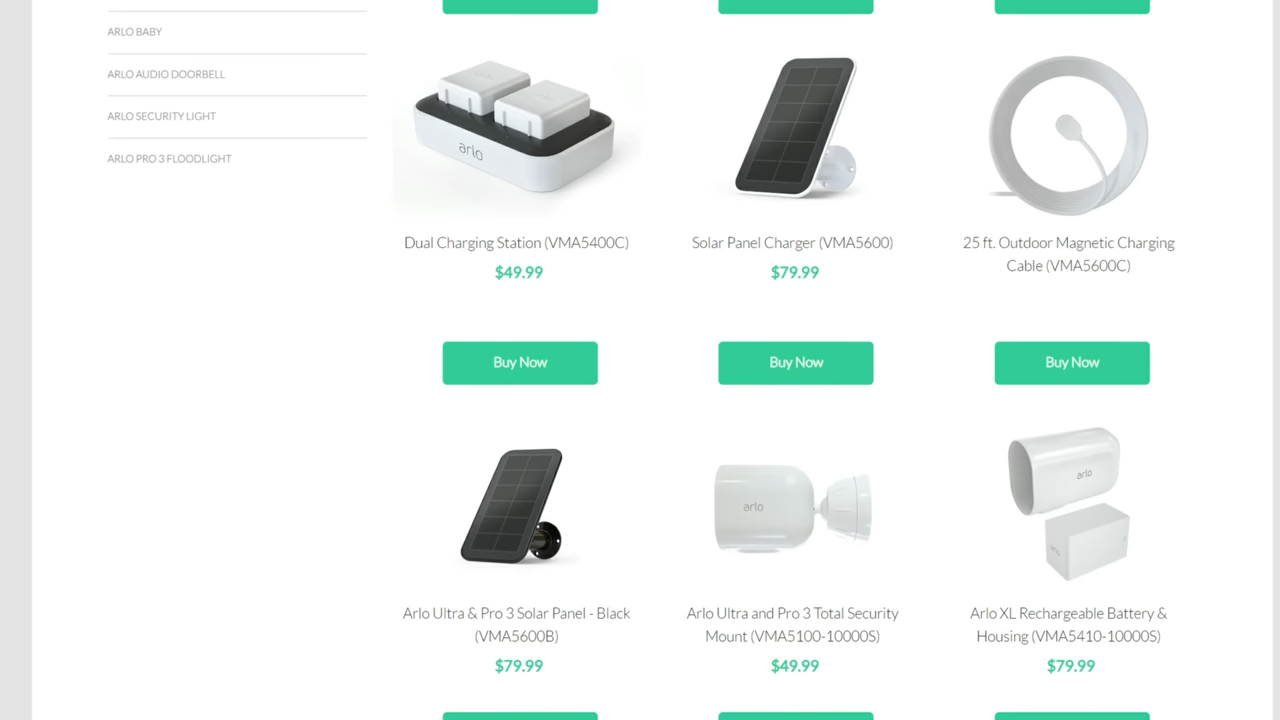 ARLO BABY
ARLO AUDIO DOORBELL
ARLO SECURITY LIGHT
ARLO PRO 3 FLOODLIGHT
arlo
Dual Charging Station (VMA5400C)
$49.99
Buy Now
Solar Panel Charger (VMA5600)
$79.99
Buy Now
25 ft. Outdoor Magnetic Charging
Cable (VMA5600C)
Buy Now
Arlo Ultra & Pro 3 Solar Panel - Black
(VMA5600B)
$79.99
arlo
Arlo Ultra and Pro 3 Total Security
Mount (VMA5100-10000S)
$49.99
arlo
arlo
Arlo XL Rechargeable Battery &
Housing (VMA5410-10000S)
$79.99